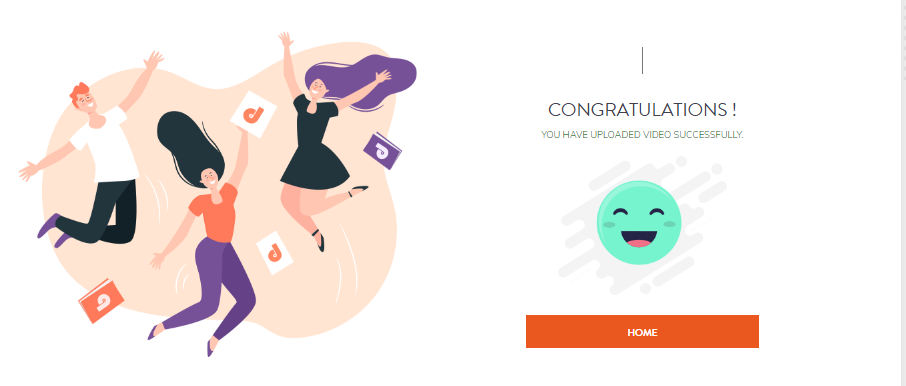 CONGRATULATIONS !
YOU HAVE UPLOADED VIDEO SUCCESSFULLY.
HOME